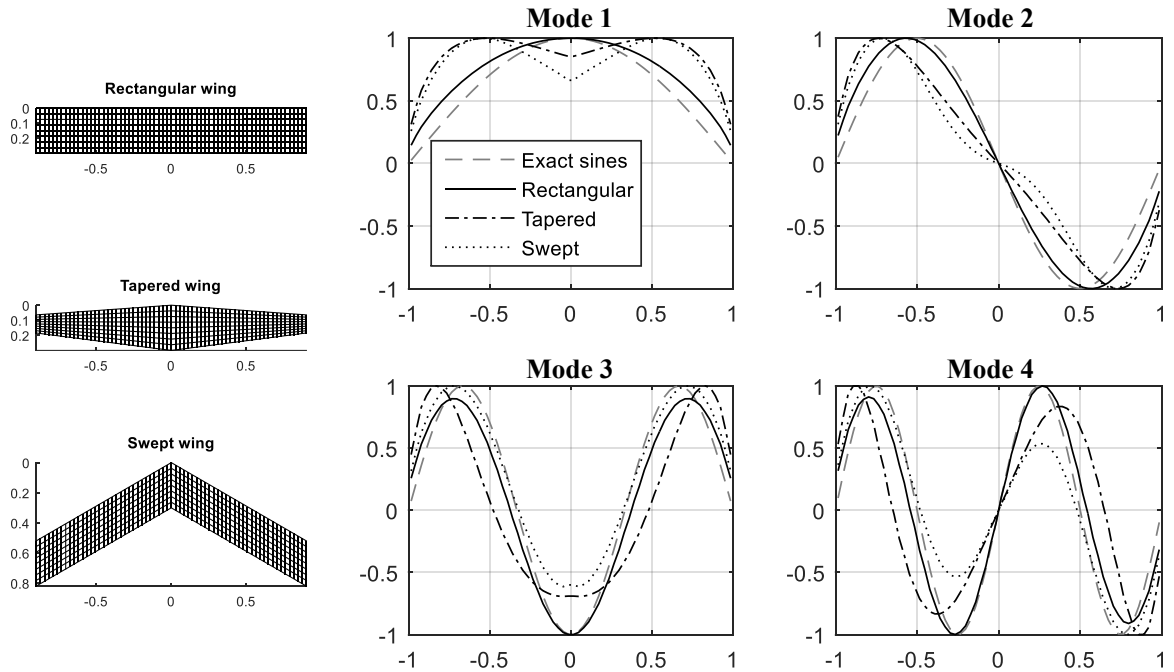 Rectangular wing
0
0.1
0.2
-0.5 0 0.5
Tapered wing
0
0.1
0.2
-0.5 0 0.5
Swept wing
0
0.2
0.4
0.6
0.8
-0.5 0 0.5
Mode 1
1
0.5
0
-0.5
-1
-1 -0.5 0 0.5 1
Exact sines
Rectangular
Tapered
Swept
Mode 2
1
0.5
0
-0.5
-1
-1 -0.5 0 0.5 1
Mode 3
1
0.5
0
-0.5
-1
-1 -0.5 0 0.5 1
Mode 4
1
0.5
0
-0.5
-1
-1 -0.5 0 0.5 1